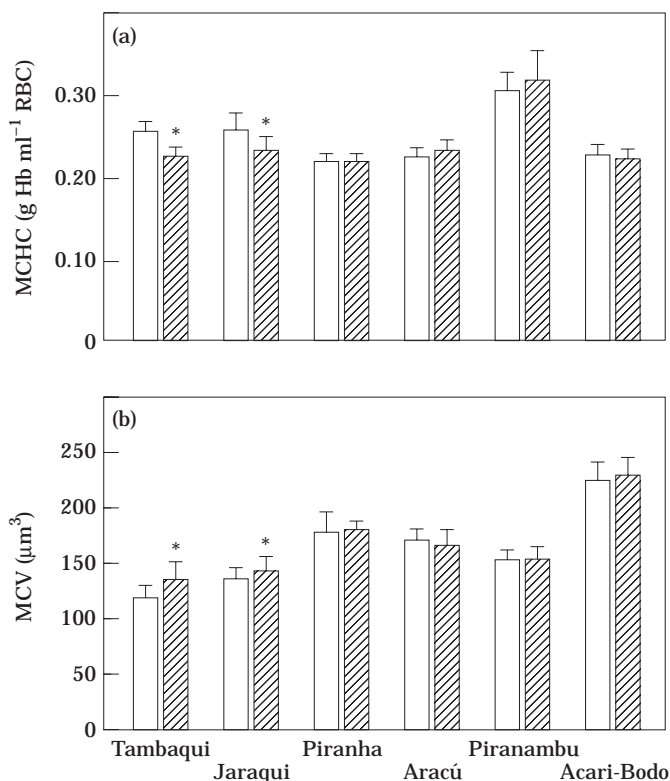 (a)
MCHC (g Hb ml⁻¹ RBC)
0.30
0.20
0.10
0
*
*
(b)
MCV (μm³)
250
200
150
100
50
0
*
*
Tambaqui
Jaraqui
Piranha
Aracú
Piranambu
Acari-Bodo